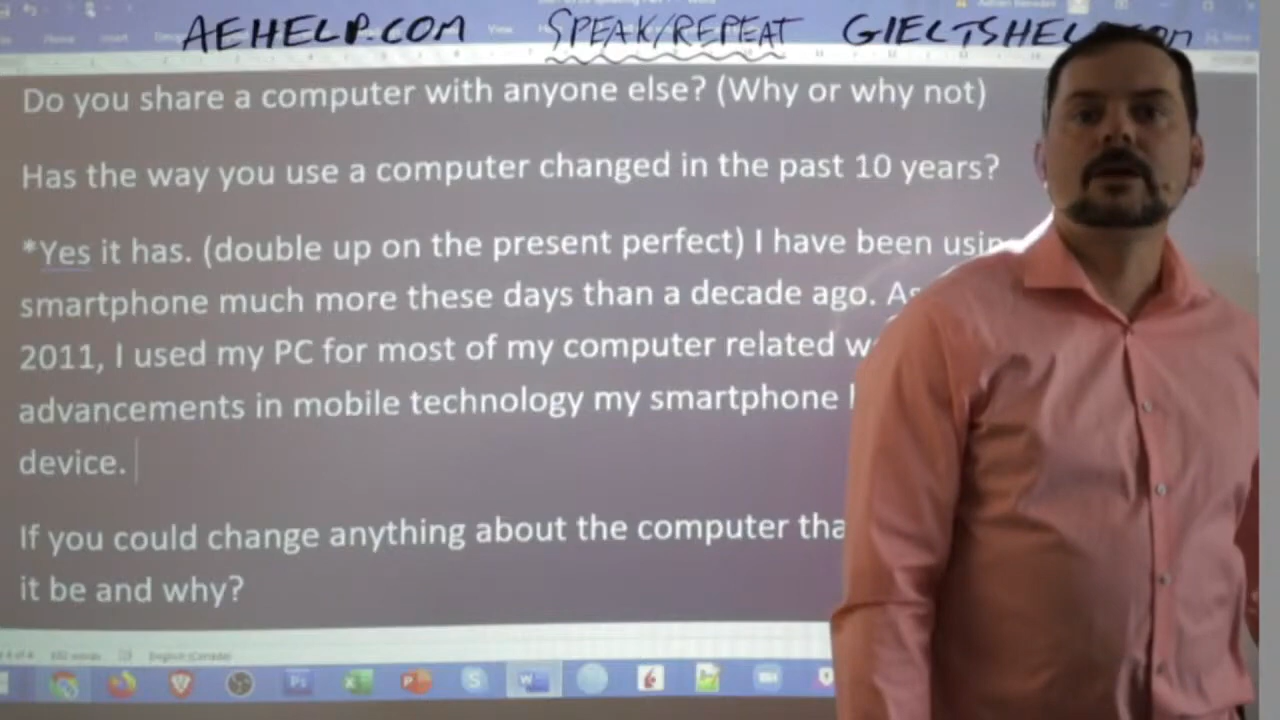 AEHELP.COM SPEAK/REPEAT GIELTSHEL
Do you share a computer with anyone else? (Why or why not)
Has the way you use a computer changed in the past 10 years?
*Yes it has. (double up on the present perfect) I have been usin
smartphone much more these days than a decade ago. As
2011, I used my PC for most of my computer related w
advancements in mobile technology my smartphone
device.
If you could change anything about the computer tha
it be and why?
English (Canada)